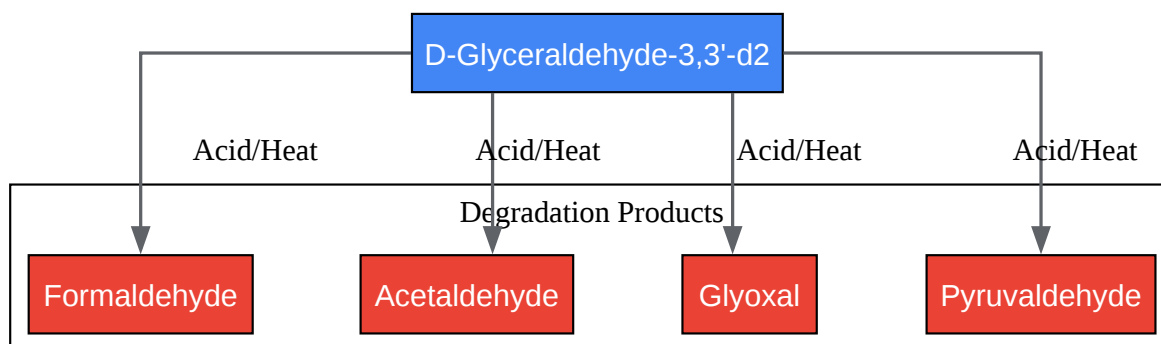 D-Glyceraldehyde-3,3'-d2
Acid/Heat
Acid/Heat
Acid/Heat
Acid/Heat
Degradation Products
Formaldehyde
Acetaldehyde
Glyoxal
Pyruvaldehyde